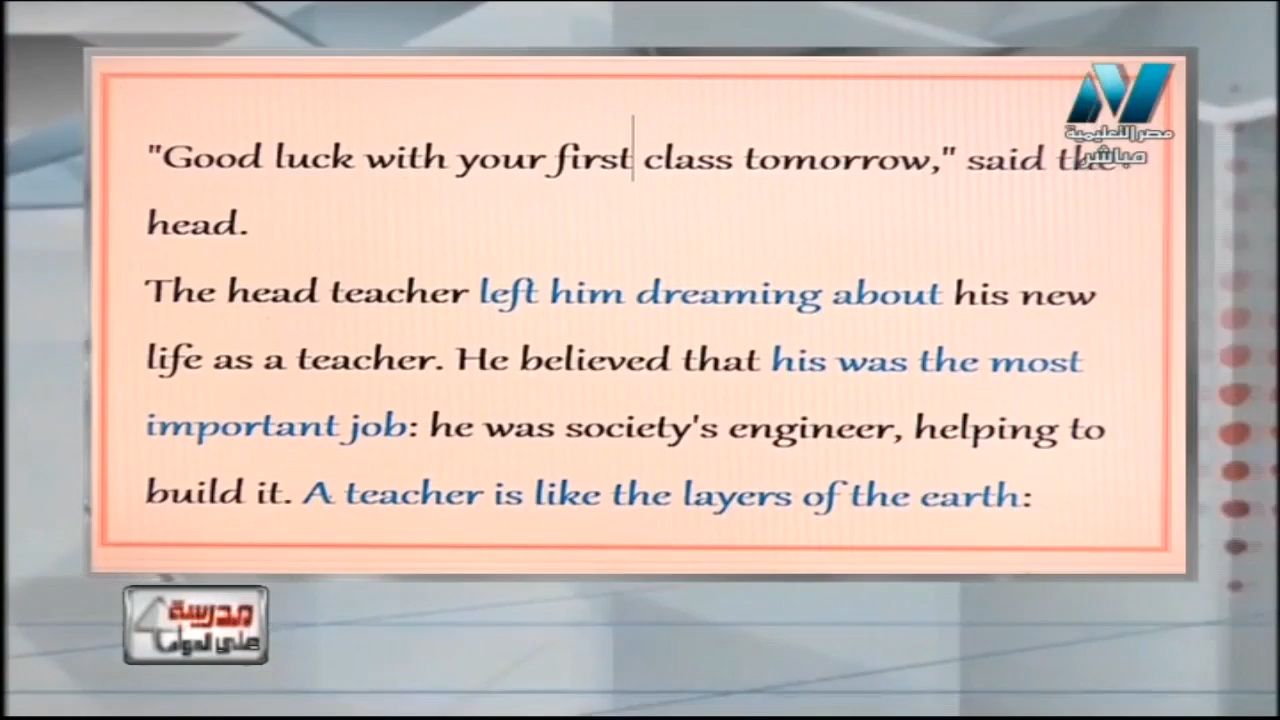 "Good luck with your first class tomorrow," said the
head.
The head teacher left him dreaming about his new
life as a teacher. He believed that his was the most
important job: he was society's engineer, helping to
build it. A teacher is like the layers of the earth:
مصر التعليمية
مباشر
مدرسة
على الهواء